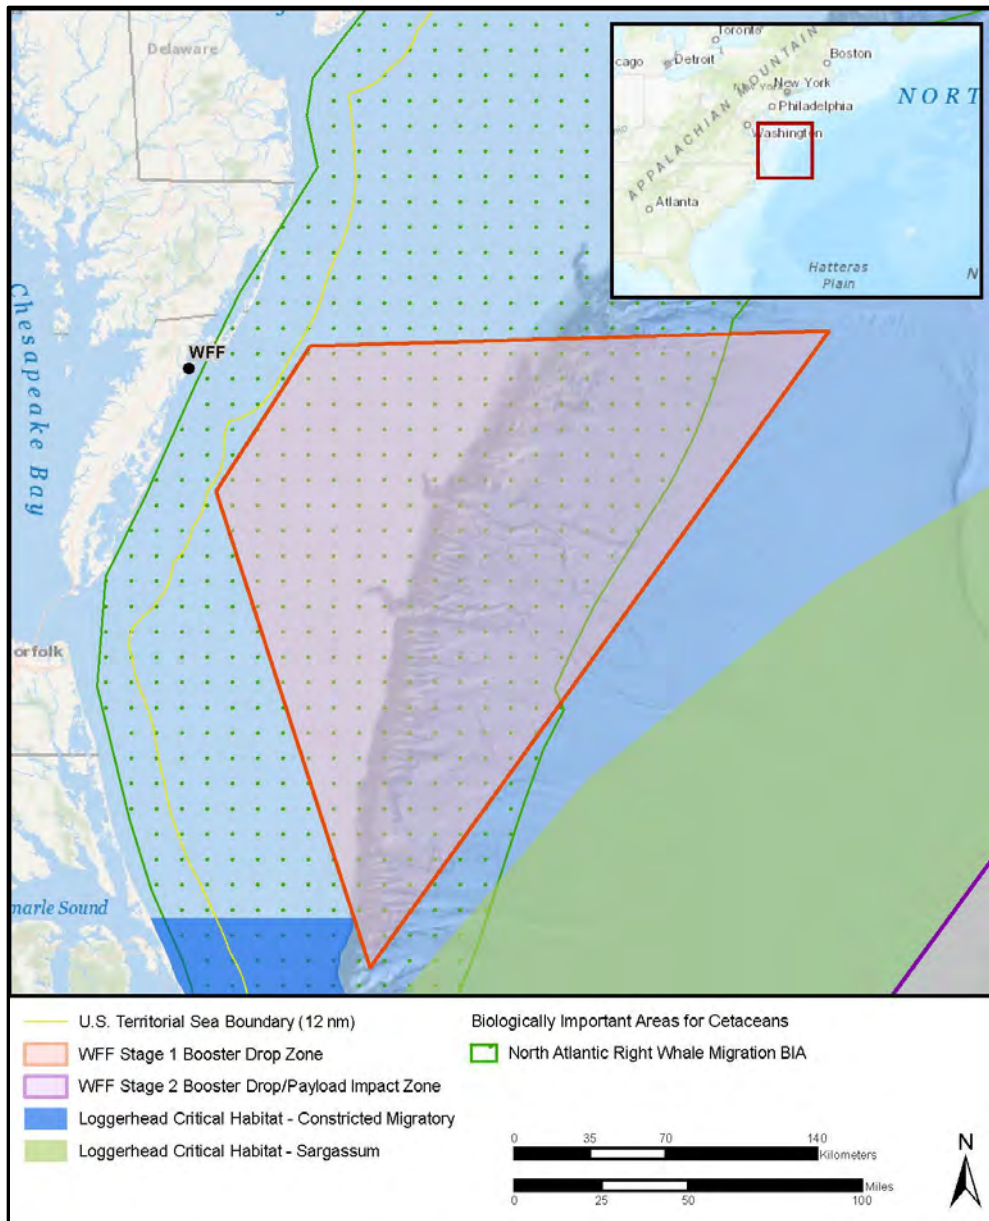 Delaware
Chesapeake Bay
WFF
orfolk
marle Sound
Toronto
cago
Detroit
Boston
New York
Philadelphia
Washington
APPALACHIAN MOUNTAIN
Atlanta
NORT
Hatteras
Plain
N
U.S. Territorial Sea Boundary (12 nm)
WFF Stage 1 Booster Drop Zone
WFF Stage 2 Booster Drop/Payload Impact Zone
Loggerhead Critical Habitat - Constricted Migratory
Loggerhead Critical Habitat - Sargassum
Biologically Important Areas for Cetaceans
North Atlantic Right Whale Migration BIA
0 35 70 140
Kilometers
Miles
0 25 50 100
N